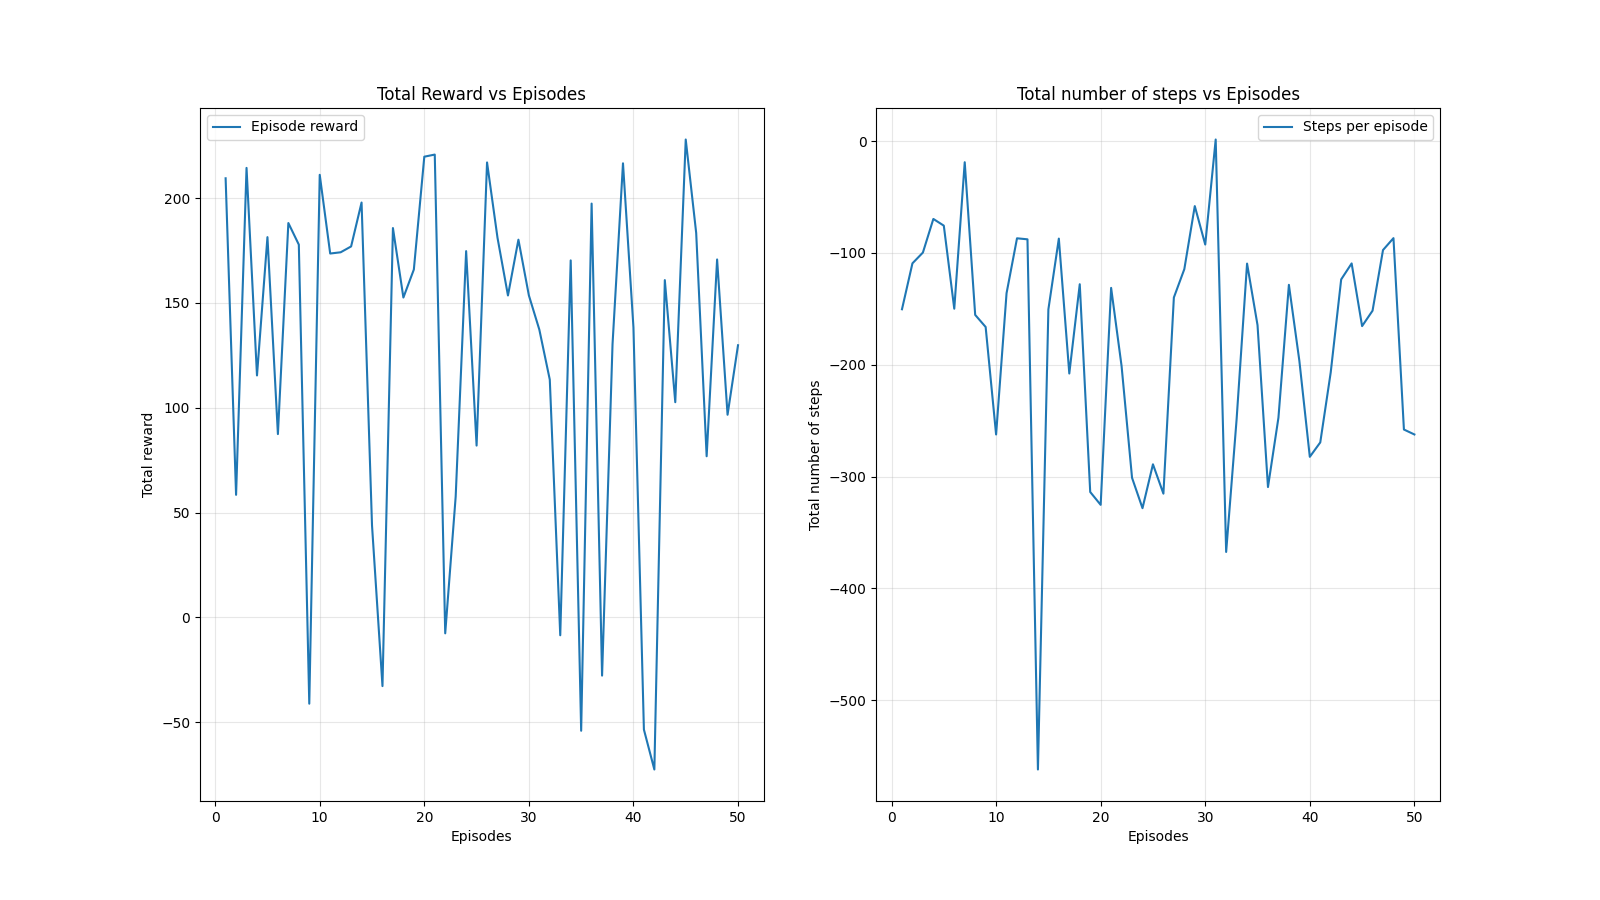 Total Reward vs Episodes
Episode reward
200
150
100
50
0
−50
Total reward
0 10 20 30 40 50
Episodes
Total number of steps vs Episodes
Steps per episode
0
−100
−200
−300
−400
−500
Total number of steps
0 10 20 30 40 50
Episodes